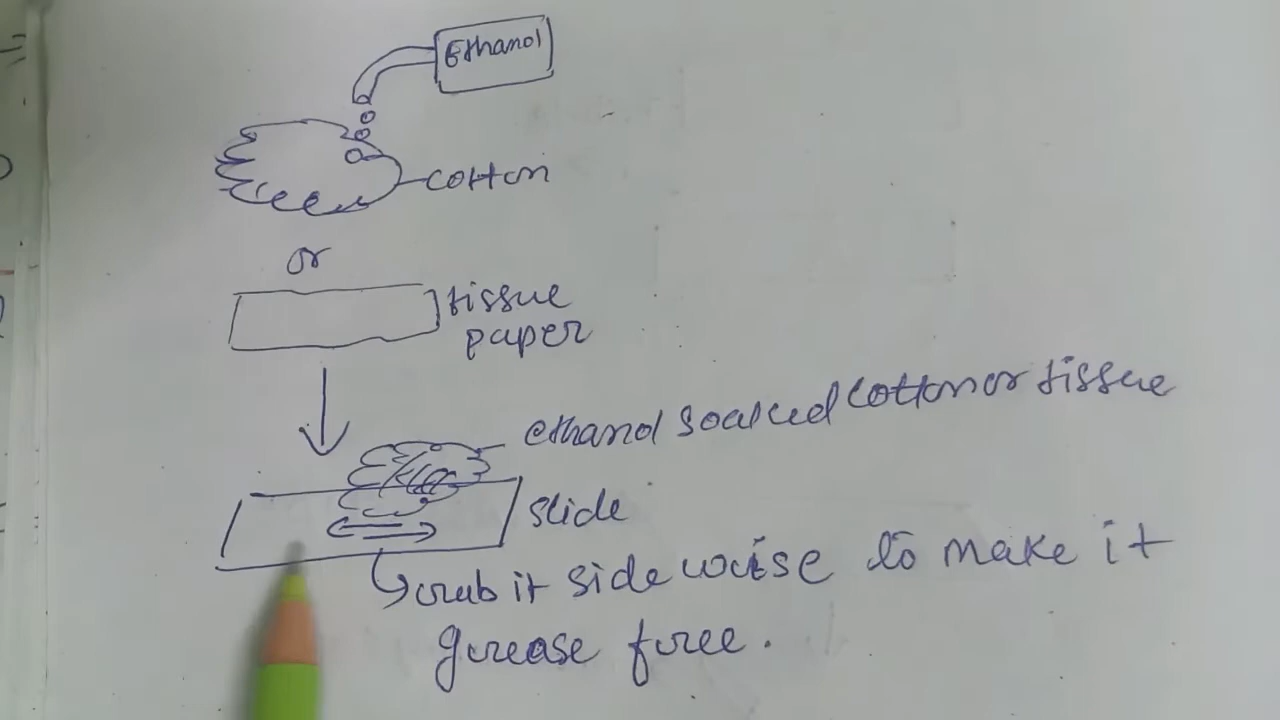 Ethanol
cotton
or
tissue
paper
ethanol soaked cotton or tissue
slide
rub it side wise to make it
grease free.